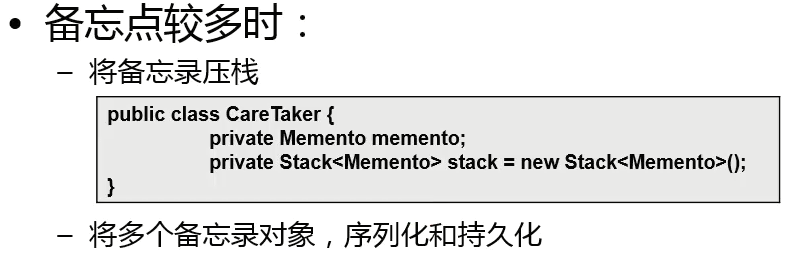 • 备忘点较多时：
– 将备忘录压栈
public class CareTaker {
private Memento memento;
private Stack<Memento> stack = new Stack<Memento>();
}
– 将多个备忘录对象，序列化和持久化